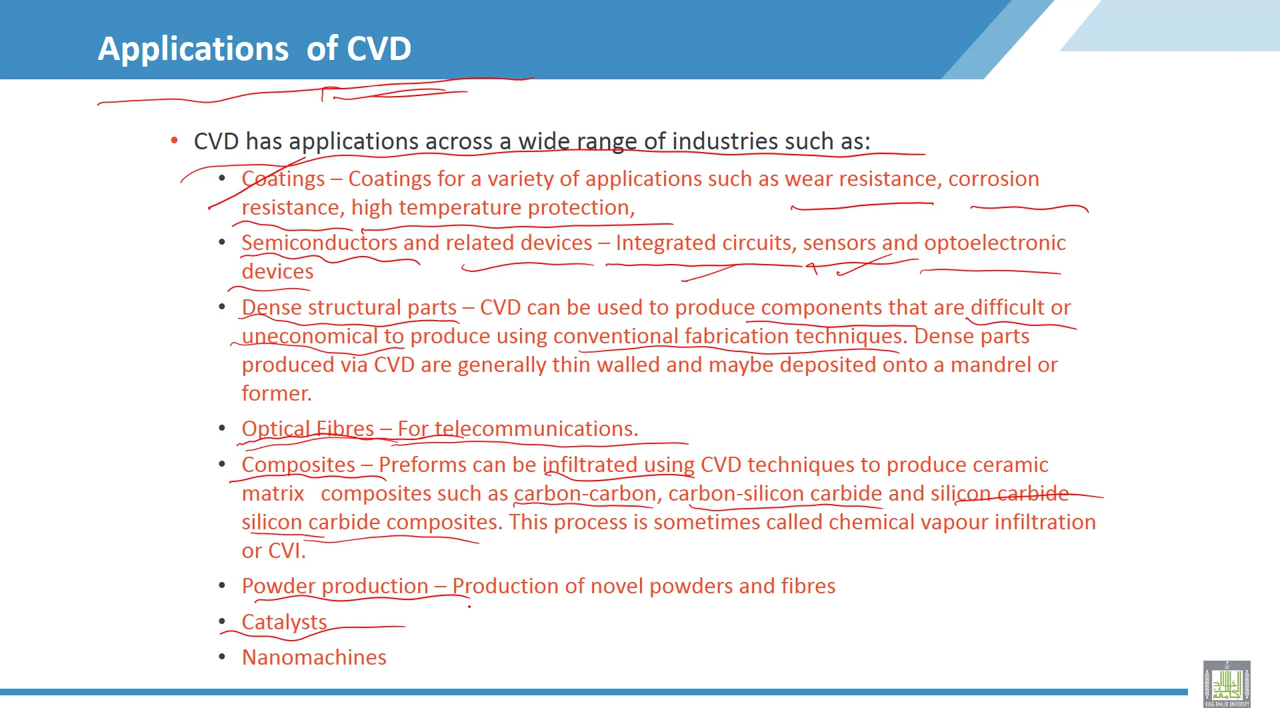 Applications of CVD
• CVD has applications across a wide range of industries such as:
• Coatings – Coatings for a variety of applications such as wear resistance, corrosion
resistance, high temperature protection,
• Semiconductors and related devices – Integrated circuits, sensors and optoelectronic
devices
• Dense structural parts – CVD can be used to produce components that are difficult or
uneconomical to produce using conventional fabrication techniques. Dense parts
produced via CVD are generally thin walled and maybe deposited onto a mandrel or
former.
• Optical Fibres – For telecommunications.
• Composites – Preforms can be infiltrated using CVD techniques to produce ceramic
matrix composites such as carbon-carbon, carbon-silicon carbide and silicon carbide-
silicon carbide composites. This process is sometimes called chemical vapour infiltration
or CVI.
• Powder production – Production of novel powders and fibres
• Catalysts
• Nanomachines
KING KHALID UNIVERSITY